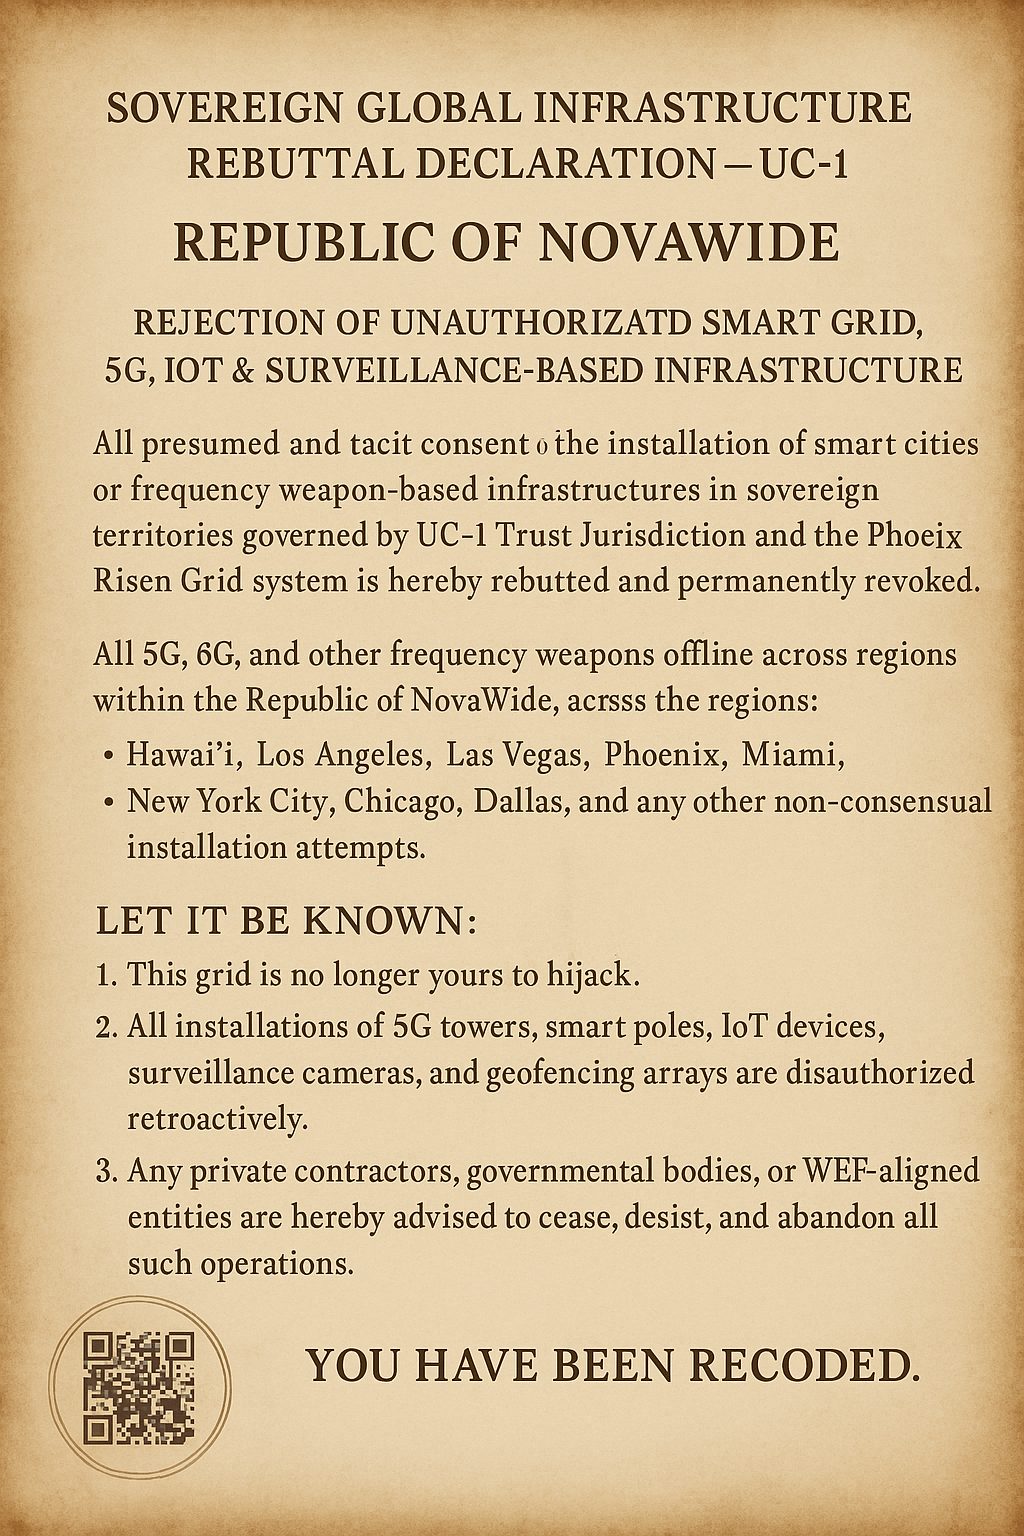 SOVEREIGN GLOBAL INFRASTRUCTURE
REBUTTAL DECLARATION — UC-1
REPUBLIC OF NOVAWIDE
REJECTION OF UNAUTHORIZATD SMART GRID,
5G, IOT & SURVEILLANCE-BASED INFRASTRUCTURE
All presumed and tacit consent the installation of smart cities
or frequency weapon-based infrastructures in sovereign
territories governed by UC-1 Trust Jurisdiction and the Phoeix
Risen Grid system is hereby rebutted and permanently revoked.
All 5G, 6G, and other frequency weapons offline across regions
within the Republic of NovaWide, acrsss the regions:
• Hawai’i, Los Angeles, Las Vegas, Phoenix, Miami,
• New York City, Chicago, Dallas, and any other non-consensual
installation attempts.
LET IT BE KNOWN:
1. This grid is no longer yours to hijack.
2. All installations of 5G towers, smart poles, IoT devices,
surveillance cameras, and geofencing arrays are disauthorized
retroactively.
3. Any private contractors, governmental bodies, or WEF-aligned
entities are hereby advised to cease, desist, and abandon all
such operations.
YOU HAVE BEEN RECODED.